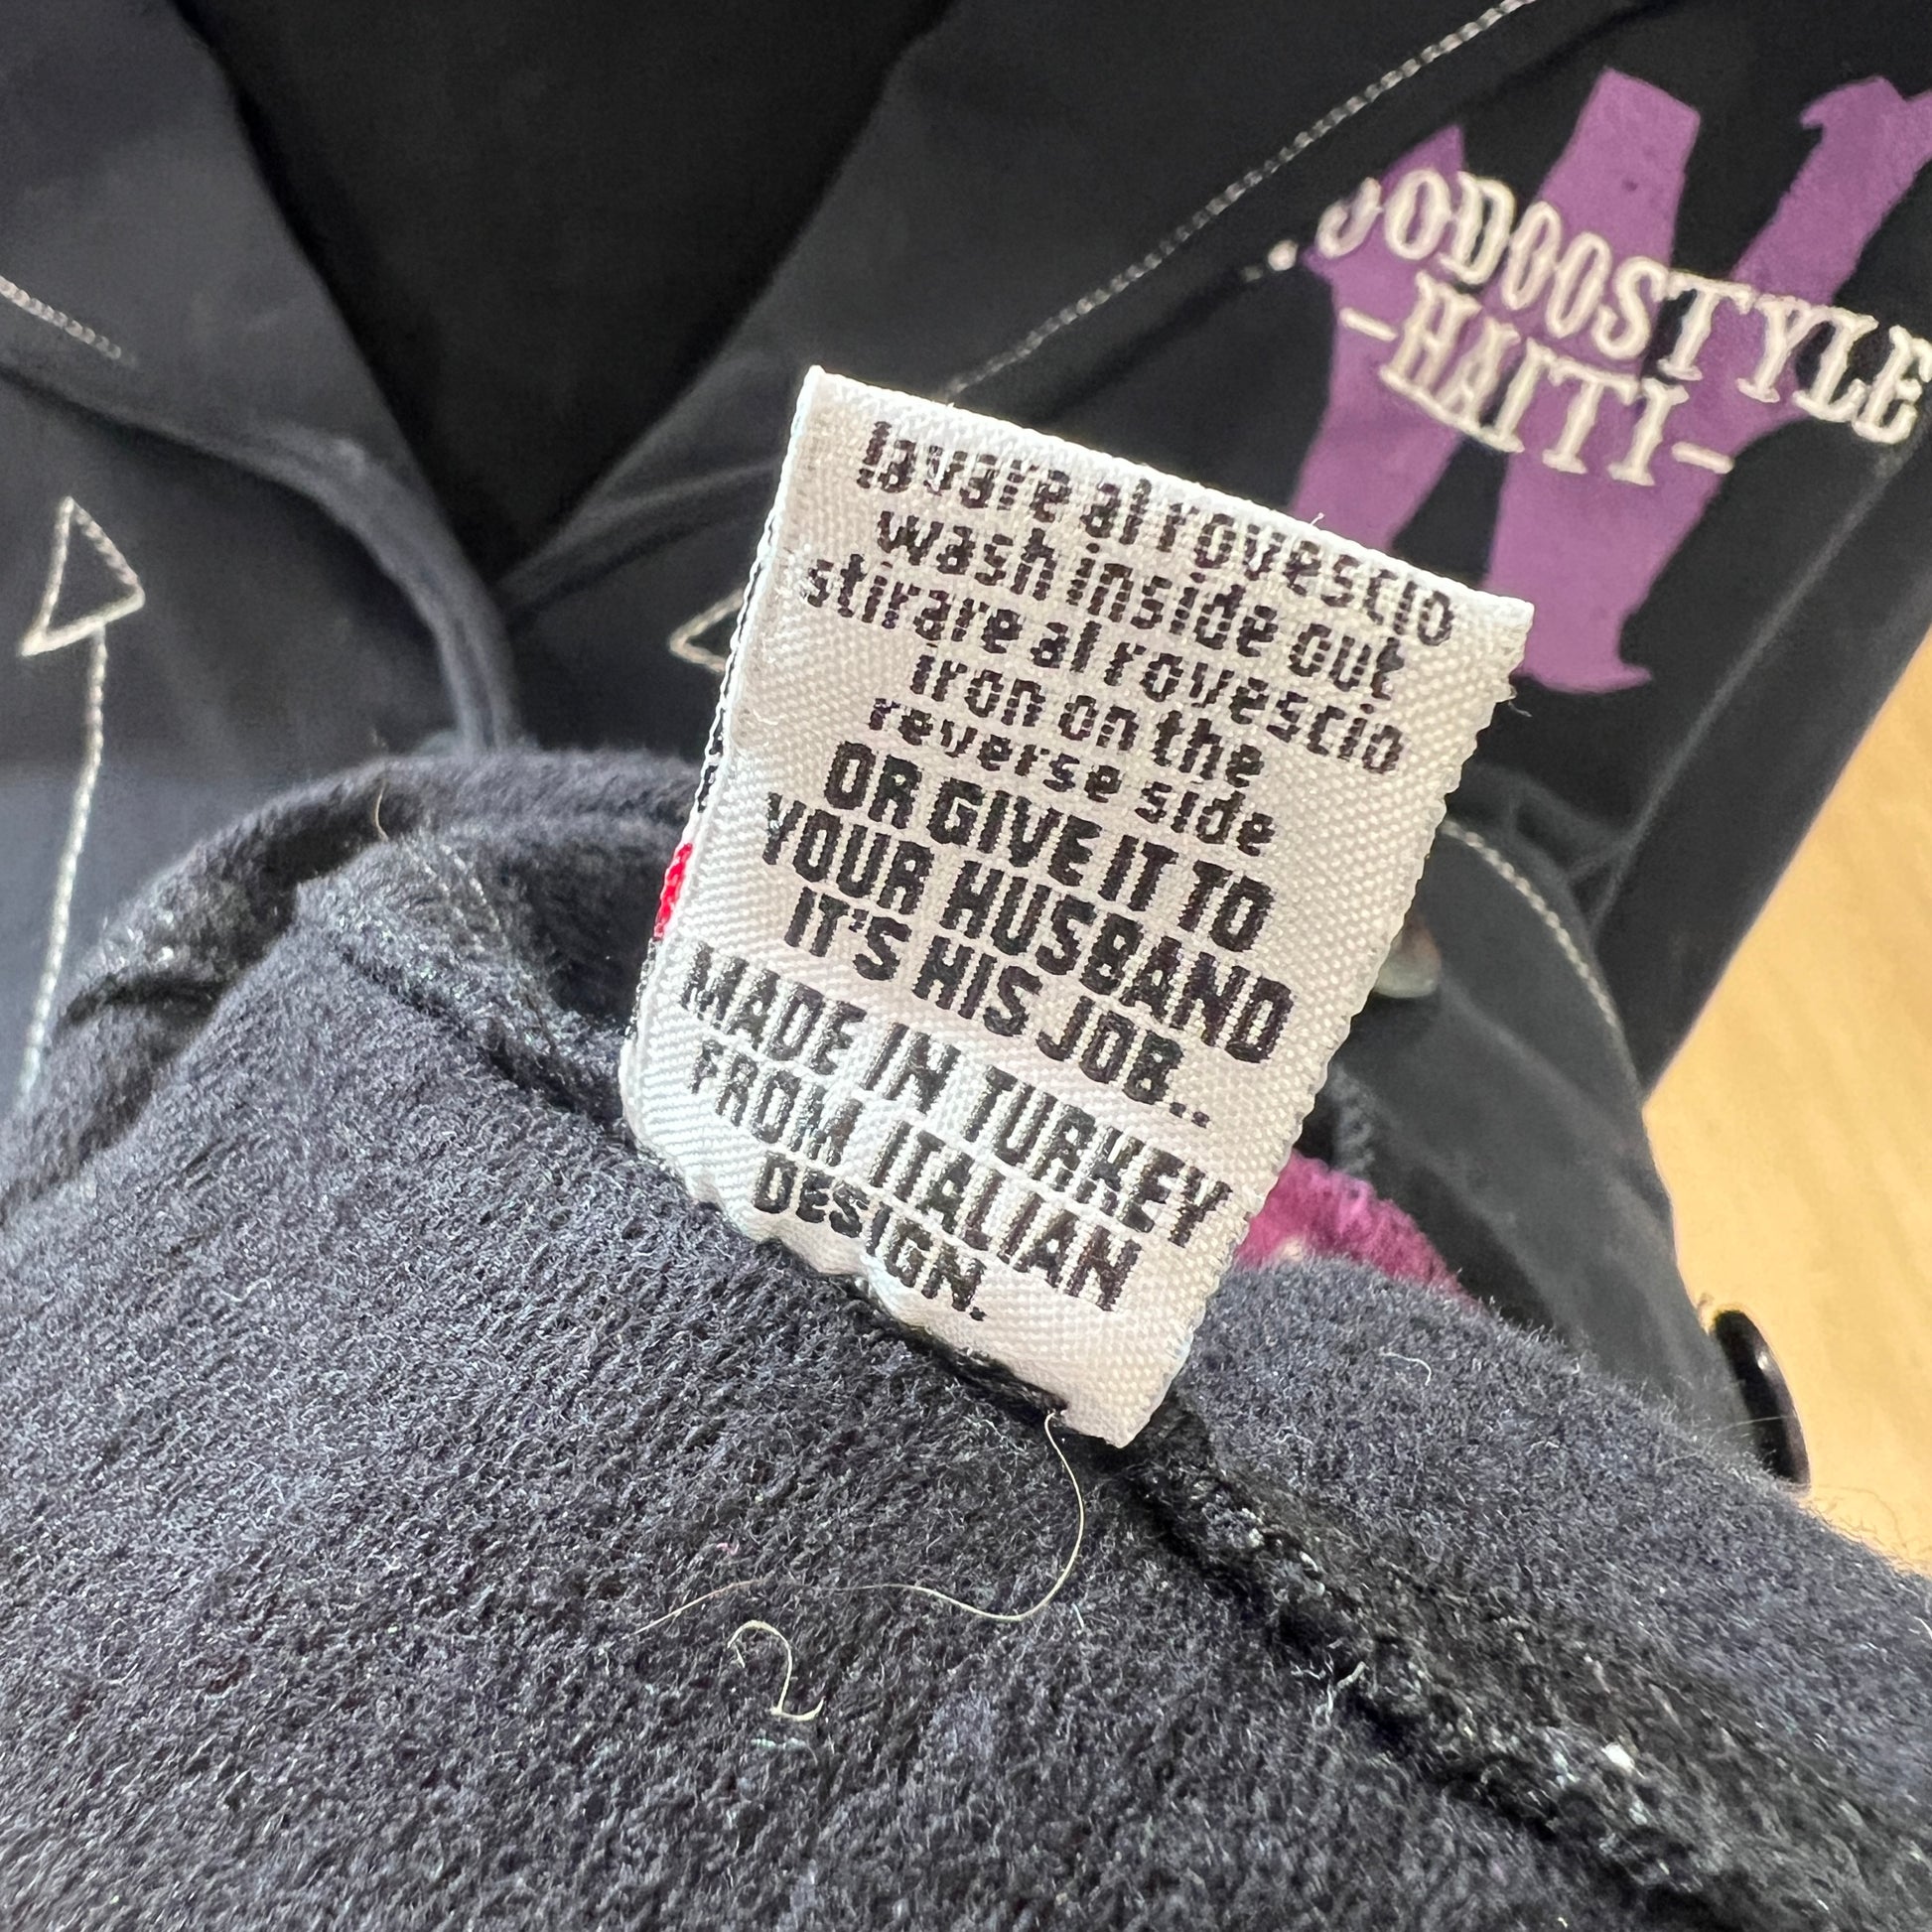 OODOOSTYLE
-HAITI-
lavare al rovescio
wash inside out
stirare al rovescio
iron on the
reverse side
OR GIVE IT TO
YOUR HUSBAND
IT'S HIS JOB..
MADE IN TURKEY
FROM ITALIAN
DESIGN.